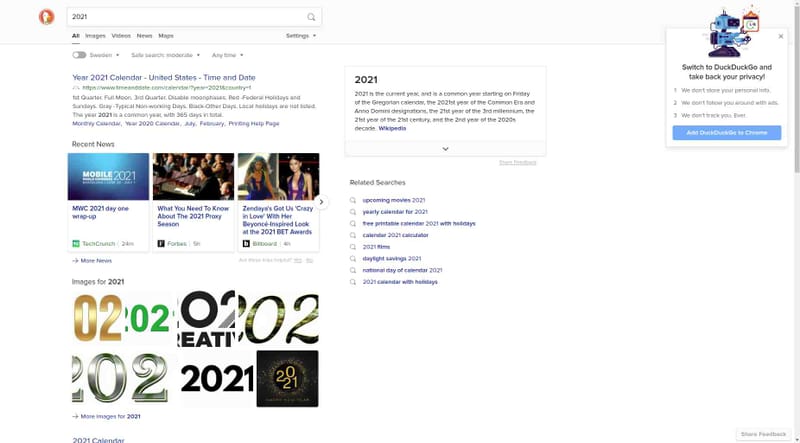 2021
All Images Videos News Maps Settings
Sweden Safe search: moderate Any time
Year 2021 Calendar - United States - Time and Date
https://www.timeanddate.com/calendar/?year=2021&country=1
1st Quarter. Full Moon. 3rd Quarter. Disable moonphases. Red -Federal Holidays and
Sundays. Gray -Typical Non-working Days. Black-Other Days. Local holidays are not listed.
The year 2021 is a common year, with 365 days in total.
Monthly Calendar, Year 2020 Calendar, July, February, Printing Help Page
Recent News
MOBILE
2021
MWC 2021 day one
wrap-up
TechCrunch 24m
What You Need To Know
About The 2021 Proxy
Season
Forbes 5h
Zendaya's Got Us 'Crazy
in Love' With Her
Beyoncé-Inspired Look
at the 2021 BET Awards
Billboard 4h
More News
Are these links helpful? Yes No
Images for 2021
02
202
202
202
202
2021
2021
More Images for 2021
2021 Calendar
2021
2021 is the current year, and is a common year starting on Friday
of the Gregorian calendar, the 2021st year of the Common Era and
Anno Domini designations, the 21st year of the 3rd millennium, the
21st year of the 21st century, and the 2nd year of the 2020s
decade. Wikipedia
Share Feedback
Related Searches
upcoming movies 2021
yearly calendar for 2021
free printable calendar 2021 with holidays
calendar 2021 calculator
2021 films
daylight savings 2021
national day of calendar 2021
2021 calendar with holidays
Switch to DuckDuckGo and
take back your privacy!
1 We don't store your personal info.
2 We don't follow you around with ads.
3 We don't track you. Ever.
Add DuckDuckGo to Chrome
Share Feedback